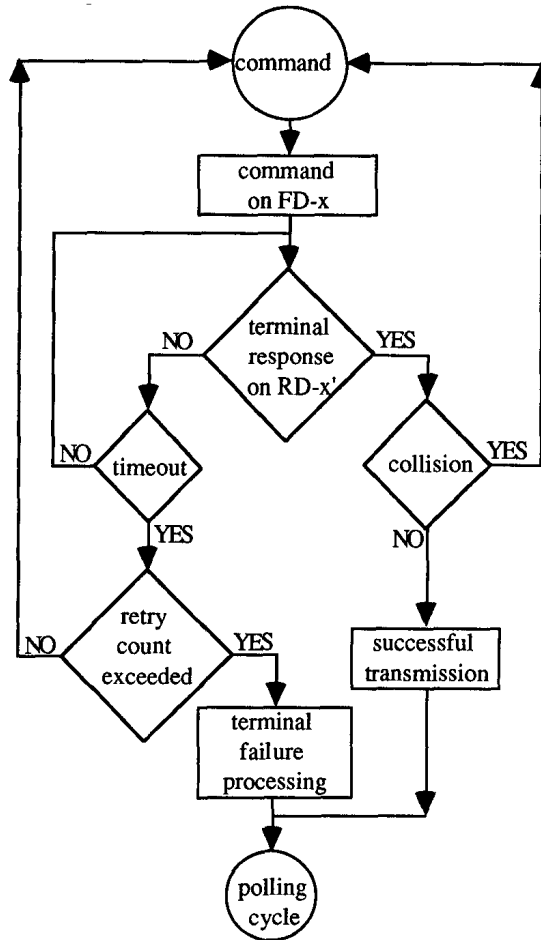 command
command
on FD-x
terminal
response
on RD-x'
NO
YES
timeout
NO
YES
collision
YES
NO
retry
count
exceeded
NO
YES
successful
transmission
terminal
failure
processing
polling
cycle